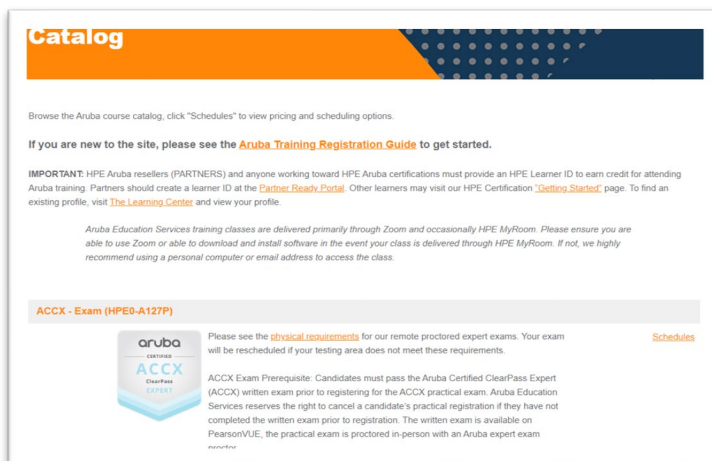 Catalog
Browse the Aruba course catalog, click "Schedules" to view pricing and scheduling options.
If you are new to the site, please see the Aruba Training Registration Guide to get started.
IMPORTANT: HPE Aruba resellers (PARTNERS) and anyone working toward HPE Aruba certifications must provide an HPE Learner ID to earn credit for attending
Aruba training. Partners should create a learner ID at the Partner Ready Portal. Other learners may visit our HPE Certification "Getting Started" page. To find an
existing profile, visit The Learning Center and view your profile.
Aruba Education Services training classes are delivered primarily through Zoom and occasionally HPE MyRoom. Please ensure you are
able to use Zoom or able to download and install software in the event your class is delivered through HPE MyRoom. If not, we highly
recommend using a personal computer or email address to access the class.
ACCX - Exam (HPE0-A127P)
aruba
CERTIFIED
ACCX
ClearPass
EXPERT
Please see the physical requirements for our remote proctored expert exams. Your exam
will be rescheduled if your testing area does not meet these requirements.
Schedules
ACCX Exam Prerequisite: Candidates must pass the Aruba Certified ClearPass Expert
(ACCX) written exam prior to registering for the ACCX practical exam. Aruba Education
Services reserves the right to cancel a candidate's practical registration if they have not
completed the written exam prior to registration. The written exam is available on
PearsonVUE, the practical exam is proctored in-person with an Aruba expert exam
proctor